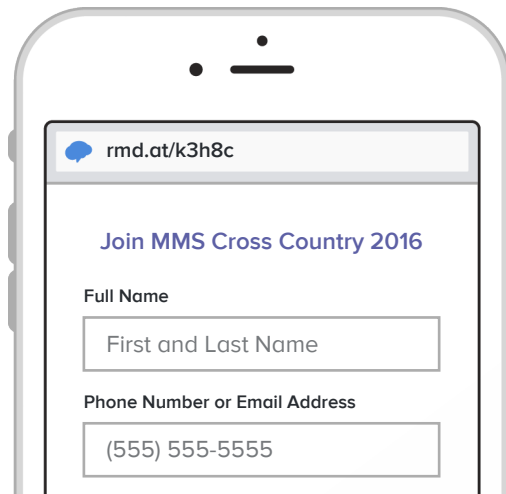 rmd.at/k3h8c
Join MMS Cross Country 2016
Full Name
First and Last Name
Phone Number or Email Address
(555) 555-5555